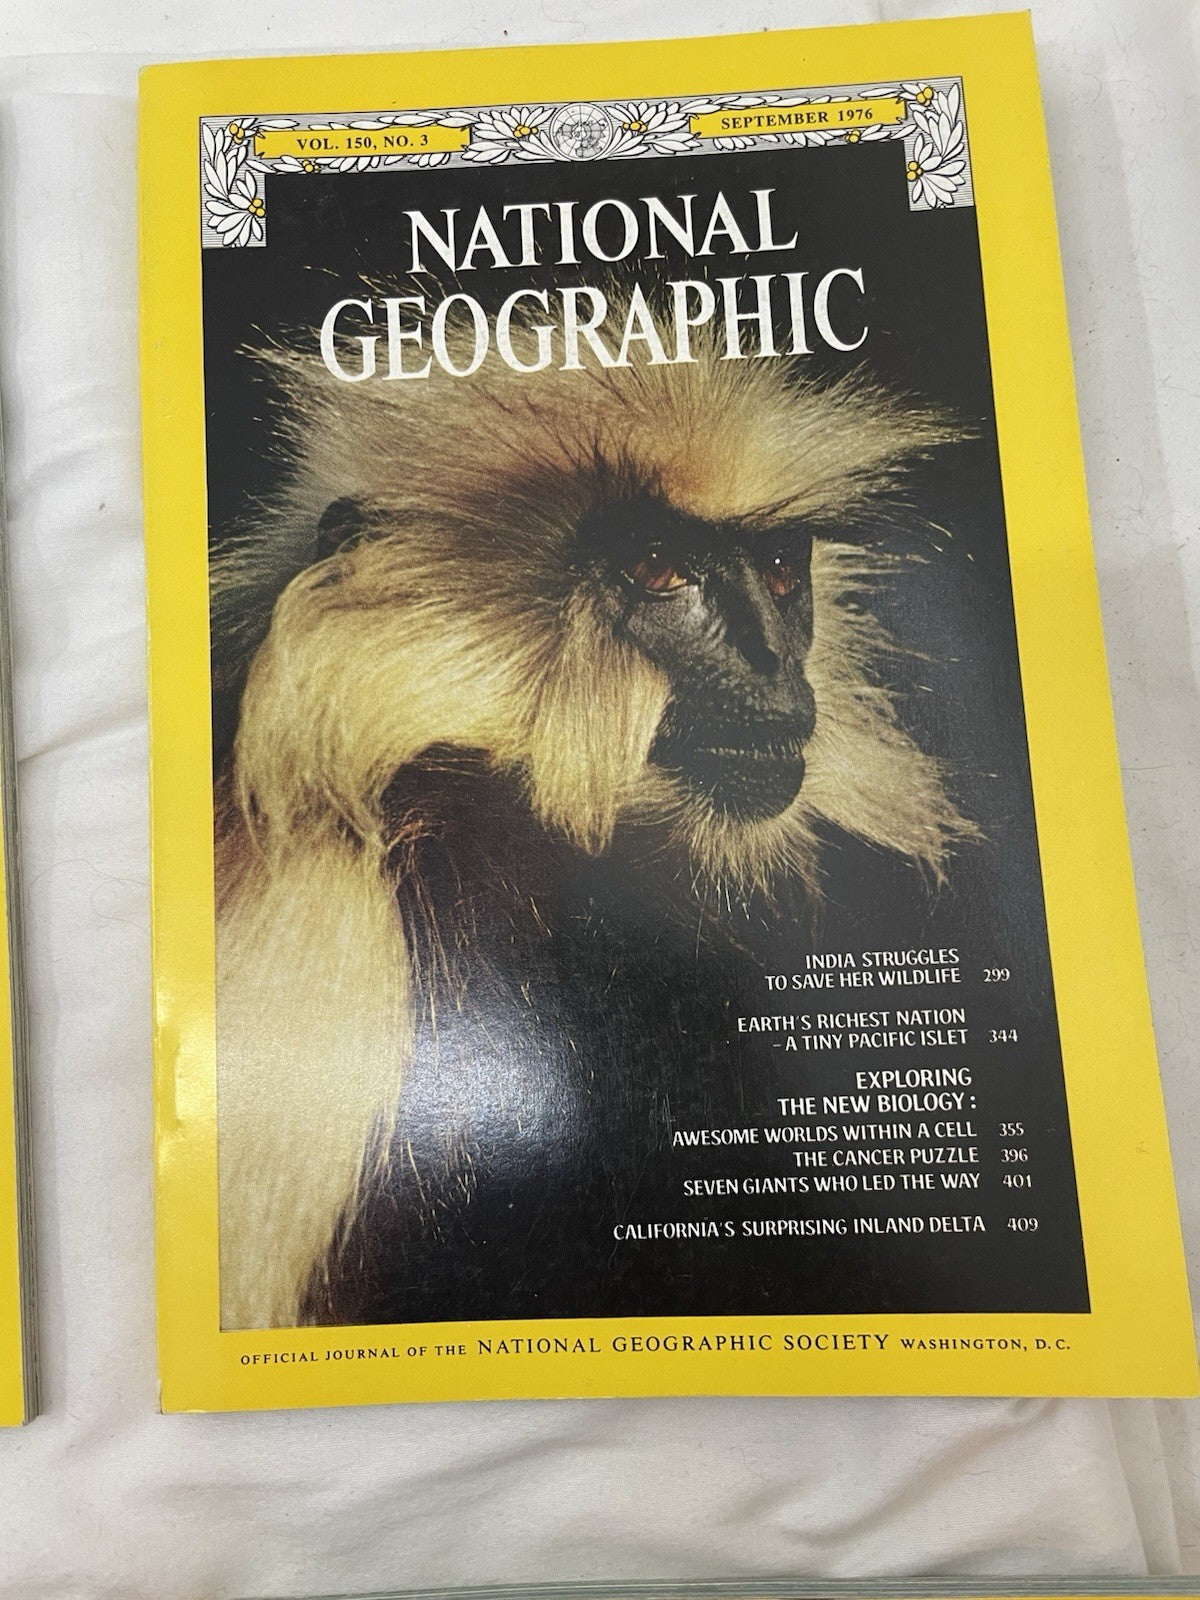 VOL. 150, NO. 3
SEPTEMBER 1976
NATIONAL
GEOGRAPHIC
INDIA STRUGGLES
TO SAVE HER WILDLIFE 299
EARTH'S RICHEST NATION
– A TINY PACIFIC ISLET 344
EXPLORING
THE NEW BIOLOGY:
AWESOME WORLDS WITHIN A CELL 355
THE CANCER PUZZLE 396
SEVEN GIANTS WHO LED THE WAY 401
CALIFORNIA'S SURPRISING INLAND DELTA 409
OFFICIAL JOURNAL OF THE NATIONAL GEOGRAPHIC SOCIETY WASHINGTON, D.C.